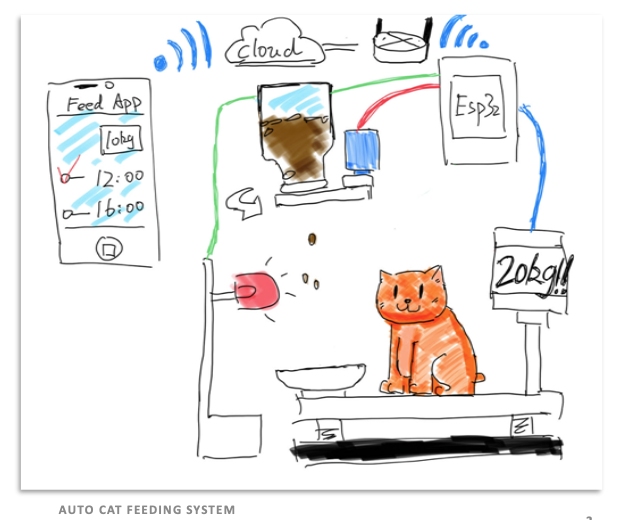 cloud
Feed App
10kg
12:00
16:00
Esp32
20kg!!
AUTO CAT FEEDING SYSTEM